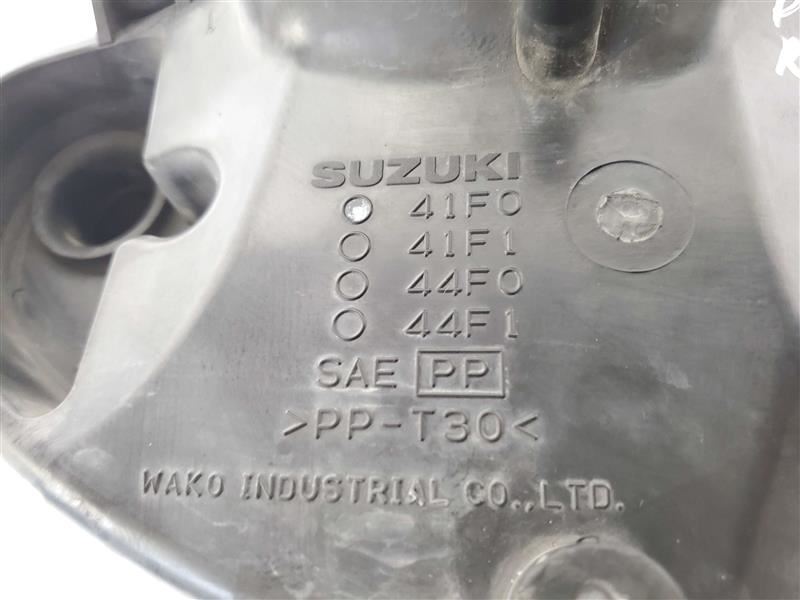 SUZUKI
41F0
41F1
44F0
44F1
SAE PP
>PP-T30<
WAKO INDUSTRIAL CO.,LTD.